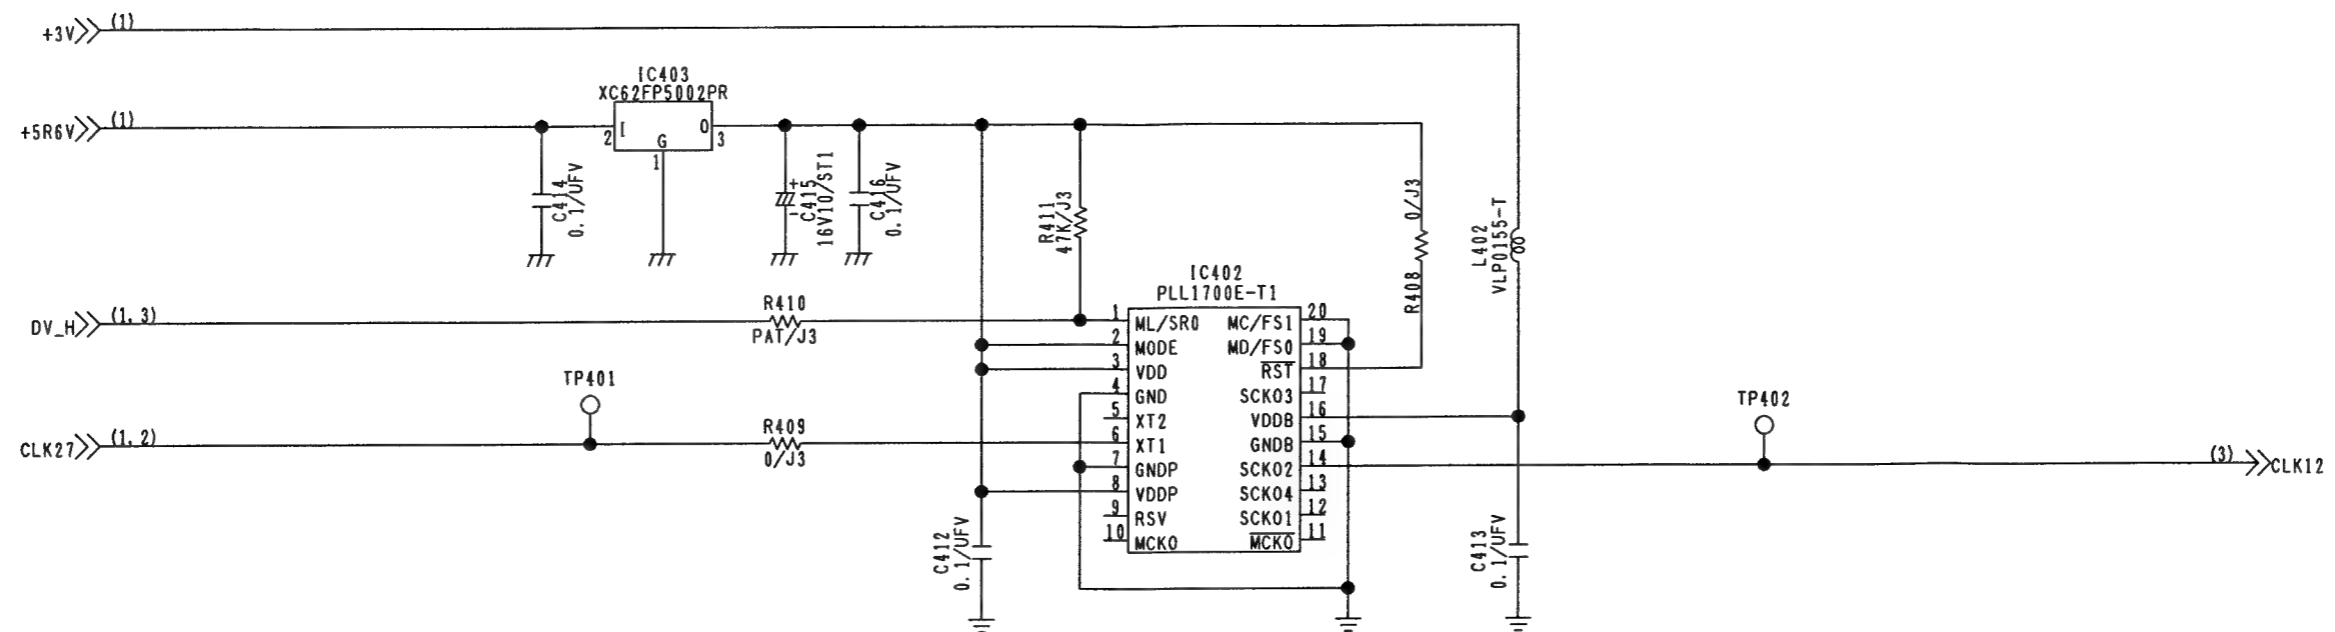 +3V (1)
IC403
XC62FP5002PR
+5R6V (1)
2 I O 3
G
1
C414
0.1/UFV
+
-
C415
16V10/ST1
C416
0.1/UFV
R411
47K/J3
0/J3
R408
L402
VLP0155-T
IC402
PLL1700E-T1
DV_H (1,3)
R410
PAT/J3
1 ML/SR0 MC/FS1 20
2 MODE MD/FS0 19
3 VDD RST 18
4 GND SCKO3 17
5 XT2 VDDB 16
6 XT1 GNDB 15
7 GNDP SCKO2 14
8 VDDP SCKO4 13
9 RSV SCKO1 12
10 MCKO MCKO 11
TP401
CLK27 (1,2)
R409
0/J3
TP402
(3) CLK12
C412
0.1/UFV
C413
0.1/UFV